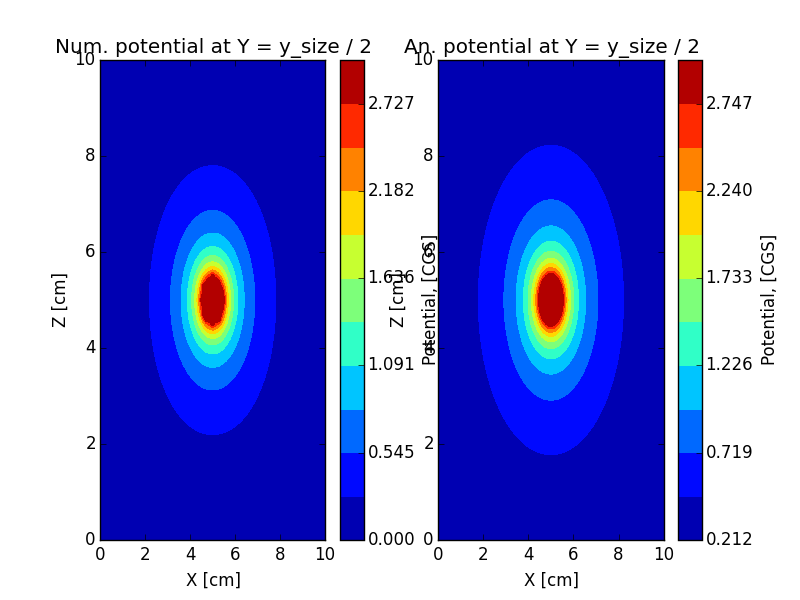 Num. potential at Y = y_size / 2
An. potential at Y = y_size / 2
10
8
6
4
2
0
Z [cm]
0 2 4 6 8 10
X [cm]
2.727
2.182
1.636
1.091
0.545
0.000
Potential, [CGS]
10
8
6
4
2
0
Z [cm]
0 2 4 6 8 10
X [cm]
2.747
2.240
1.733
1.226
0.719
0.212
Potential, [CGS]